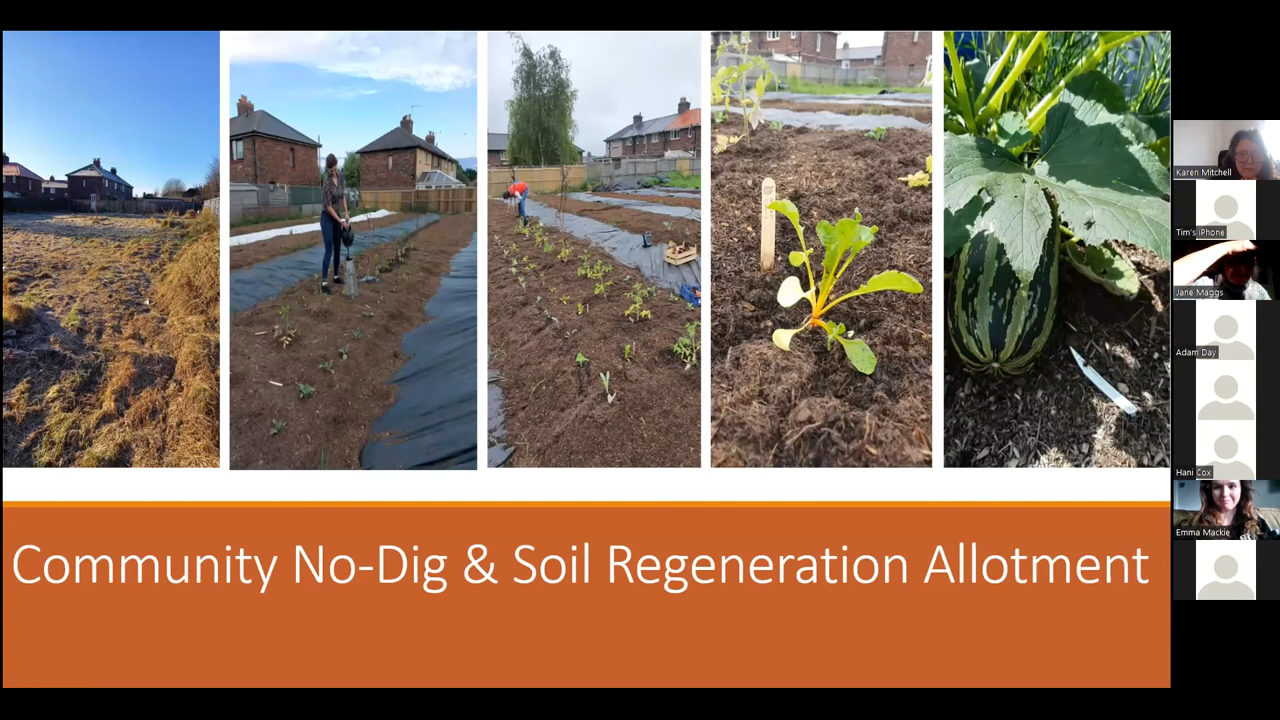 Community No-Dig & Soil Regeneration Allotment
Karen Mitchell
Tim's iPhone
Jane Maggs
Adam Day
Hani Cox
Emma Mackie